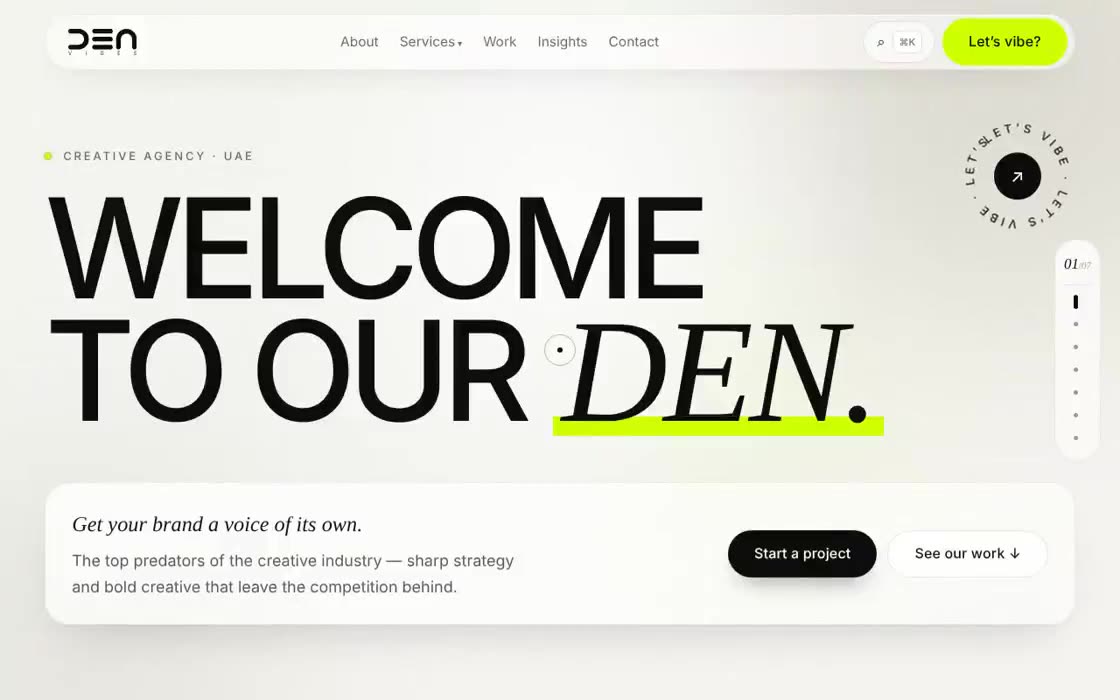 DEN
VIBES
About
Services ▾
Work
Insights
Contact
⌘K
Let's vibe?
LET'S VIBE · LET'S VIBE · LET'S
CREATIVE AGENCY · UAE
WELCOME
TO OUR DEN.
01/07
Get your brand a voice of its own.
The top predators of the creative industry — sharp strategy
and bold creative that leave the competition behind.
Start a project
See our work ↓